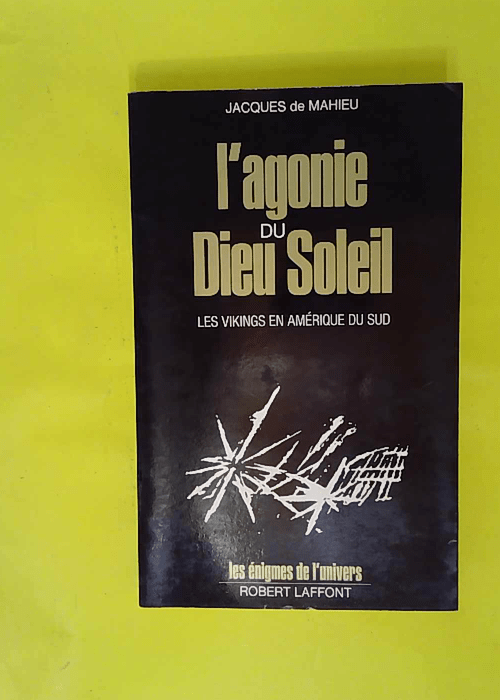 JACQUES de MAHIEU
l'agonie
DU
Dieu Soleil
LES VIKINGS EN AMÉRIQUE DU SUD
les énigmes de l'univers
ROBERT LAFFONT